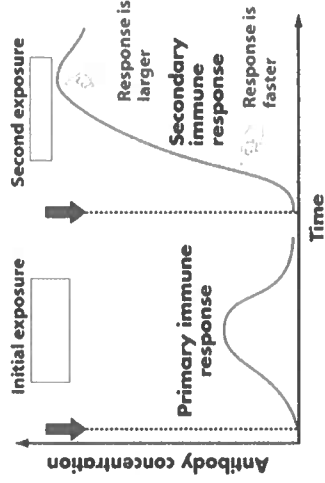 Initial exposure
Second exposure
Antibody concentration
Primary immune
response
Response is
larger
Secondary
immune
response
Response is
faster
Time